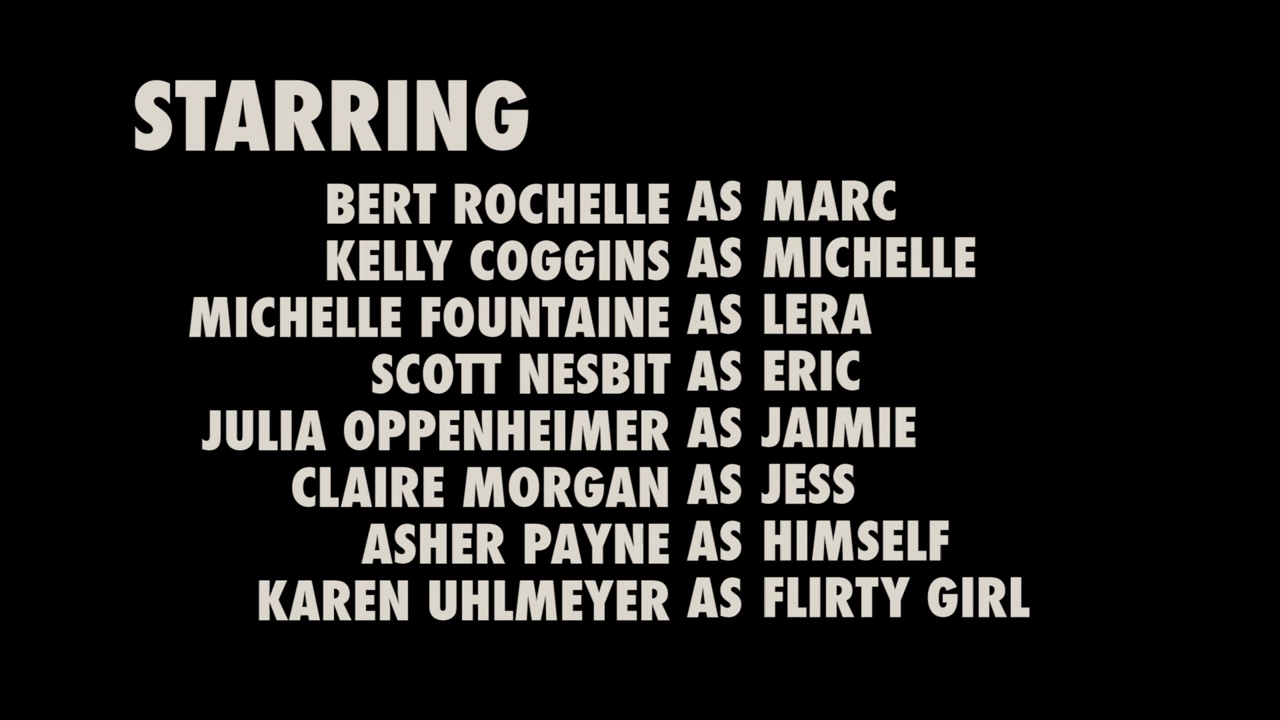 STARRING
BERT ROCHELLE AS MARC
KELLY COGGINS AS MICHELLE
MICHELLE FOUNTAINE AS LERA
SCOTT NESBIT AS ERIC
JULIA OPPENHEIMER AS JAIMIE
CLAIRE MORGAN AS JESS
ASHER PAYNE AS HIMSELF
KAREN UHLMEYER AS FLIRTY GIRL